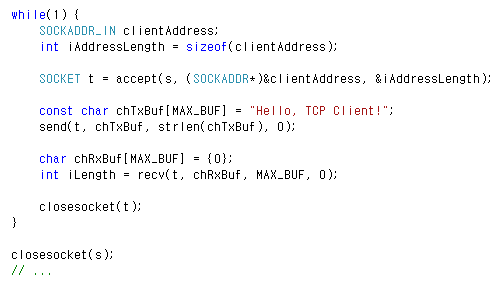 while(1) {
SOCKADDR_IN clientAddress;
int iAddressLength = sizeof(clientAddress);
SOCKET t = accept(s, (SOCKADDR*)&clientAddress, &iAddressLength);
const char chTxBuf[MAX_BUF] = "Hello, TCP Client!";
send(t, chTxBuf, strlen(chTxBuf), 0);
char chRxBuf[MAX_BUF] = {0};
int iLength = recv(t, chRxBuf, MAX_BUF, 0);
closesocket(t);
}
closesocket(s);
// ...